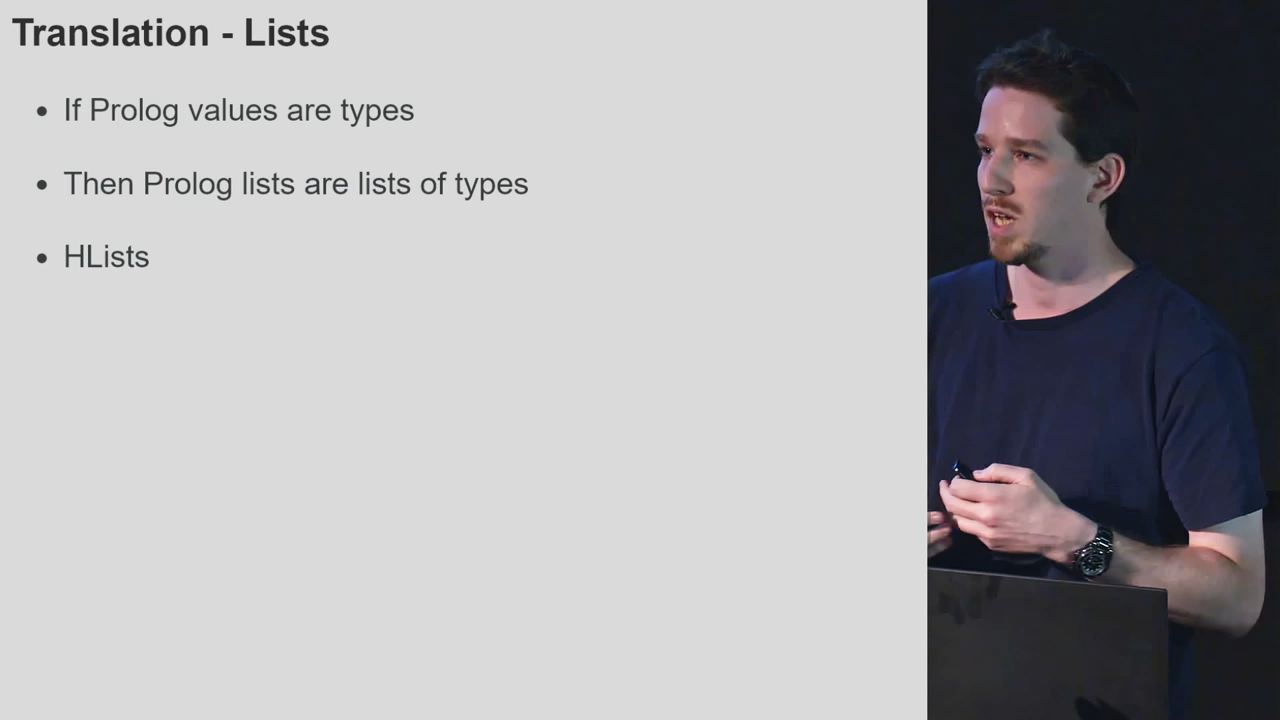 Translation - Lists
If Prolog values are types
Then Prolog lists are lists of types
HLists